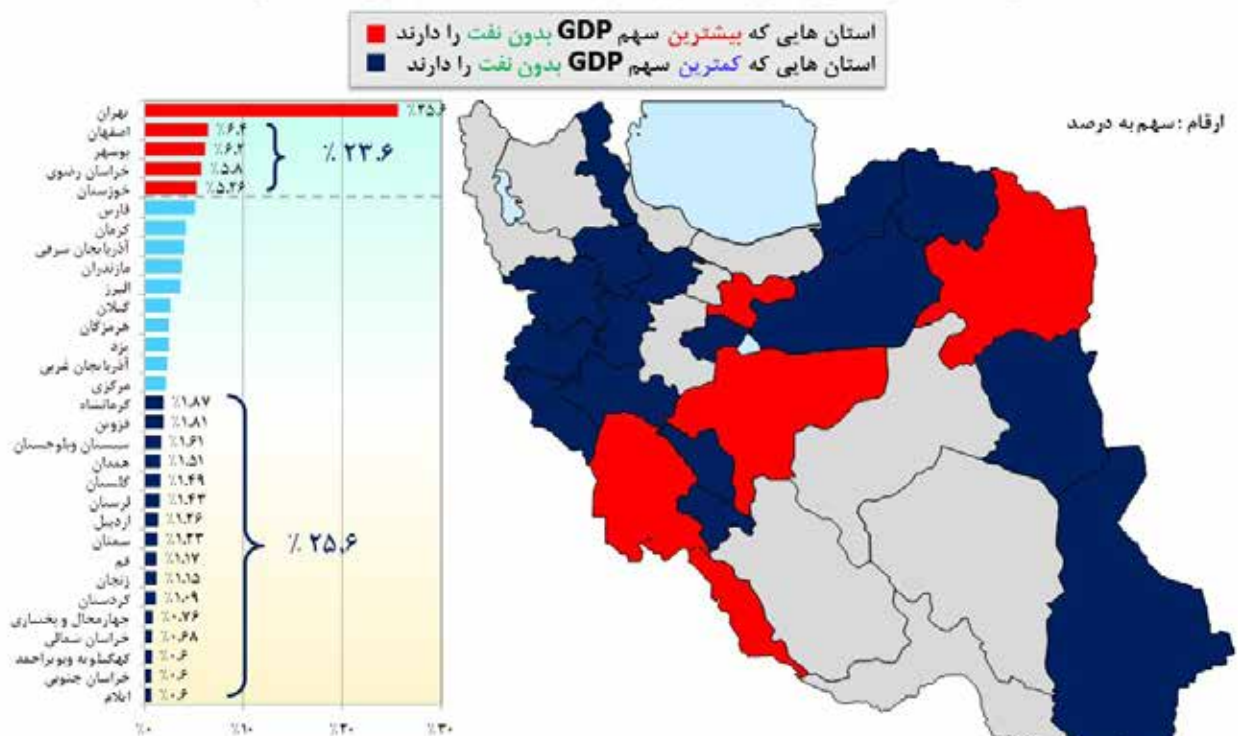 استان هایی که بیشترین سهم GDP بدون نفت را دارند
استان هایی که کمترین سهم GDP بدون نفت را دارند
ارقام : سهم به درصد
تهران ٪۲۵.۶
اصفهان ٪۶.۴
بوشهر ٪۶.۲
خراسان رضوی ٪۵.۸
خوزستان ٪۵.۲۶
٪ ۲۳.۶
فارس
کرمان
آذربایجان شرقی
مازندران
البرز
گیلان
هرمزگان
یزد
آذربایجان غربی
مرکزی
کرمانشاه ٪۱.۸۷
قزوین ٪۱.۸۱
سیستان وبلوچستان ٪۱.۶۱
همدان ٪۱.۵۱
گلستان ٪۱.۴۹
لرستان ٪۱.۴۳
اردبیل ٪۱.۲۶
سمنان ٪۱.۲۳
قم ٪۱.۱۷
زنجان ٪۱.۱۵
کردستان ٪۱.۰۹
چهارمحال و بختیاری ٪۰.۷۶
خراسان شمالی ٪۰.۶۸
کهکیلویه وبویراحمد ٪۰.۶
خراسان جنوبی ٪۰.۶
ایلام ٪۰.۶
٪ ۲۵.۶
٪۰ ٪۱۰ ٪۲۰ ٪۳۰